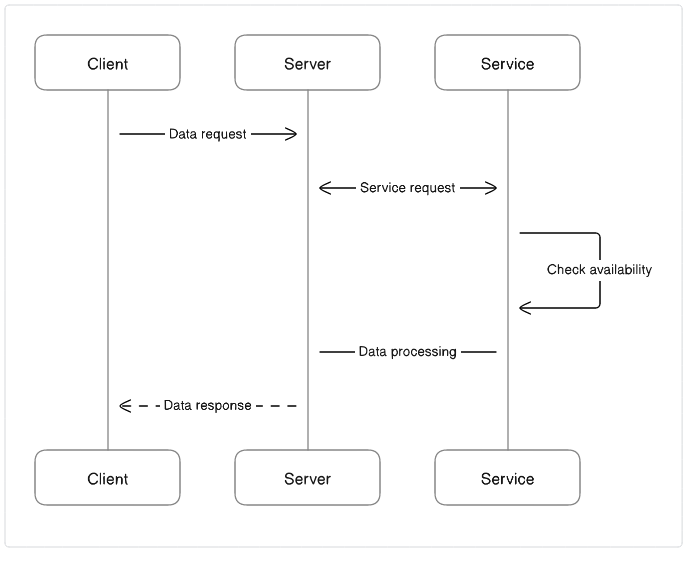 Client
Server
Service
Data request
Service request
Check availability
Data processing
Data response
Client
Server
Service